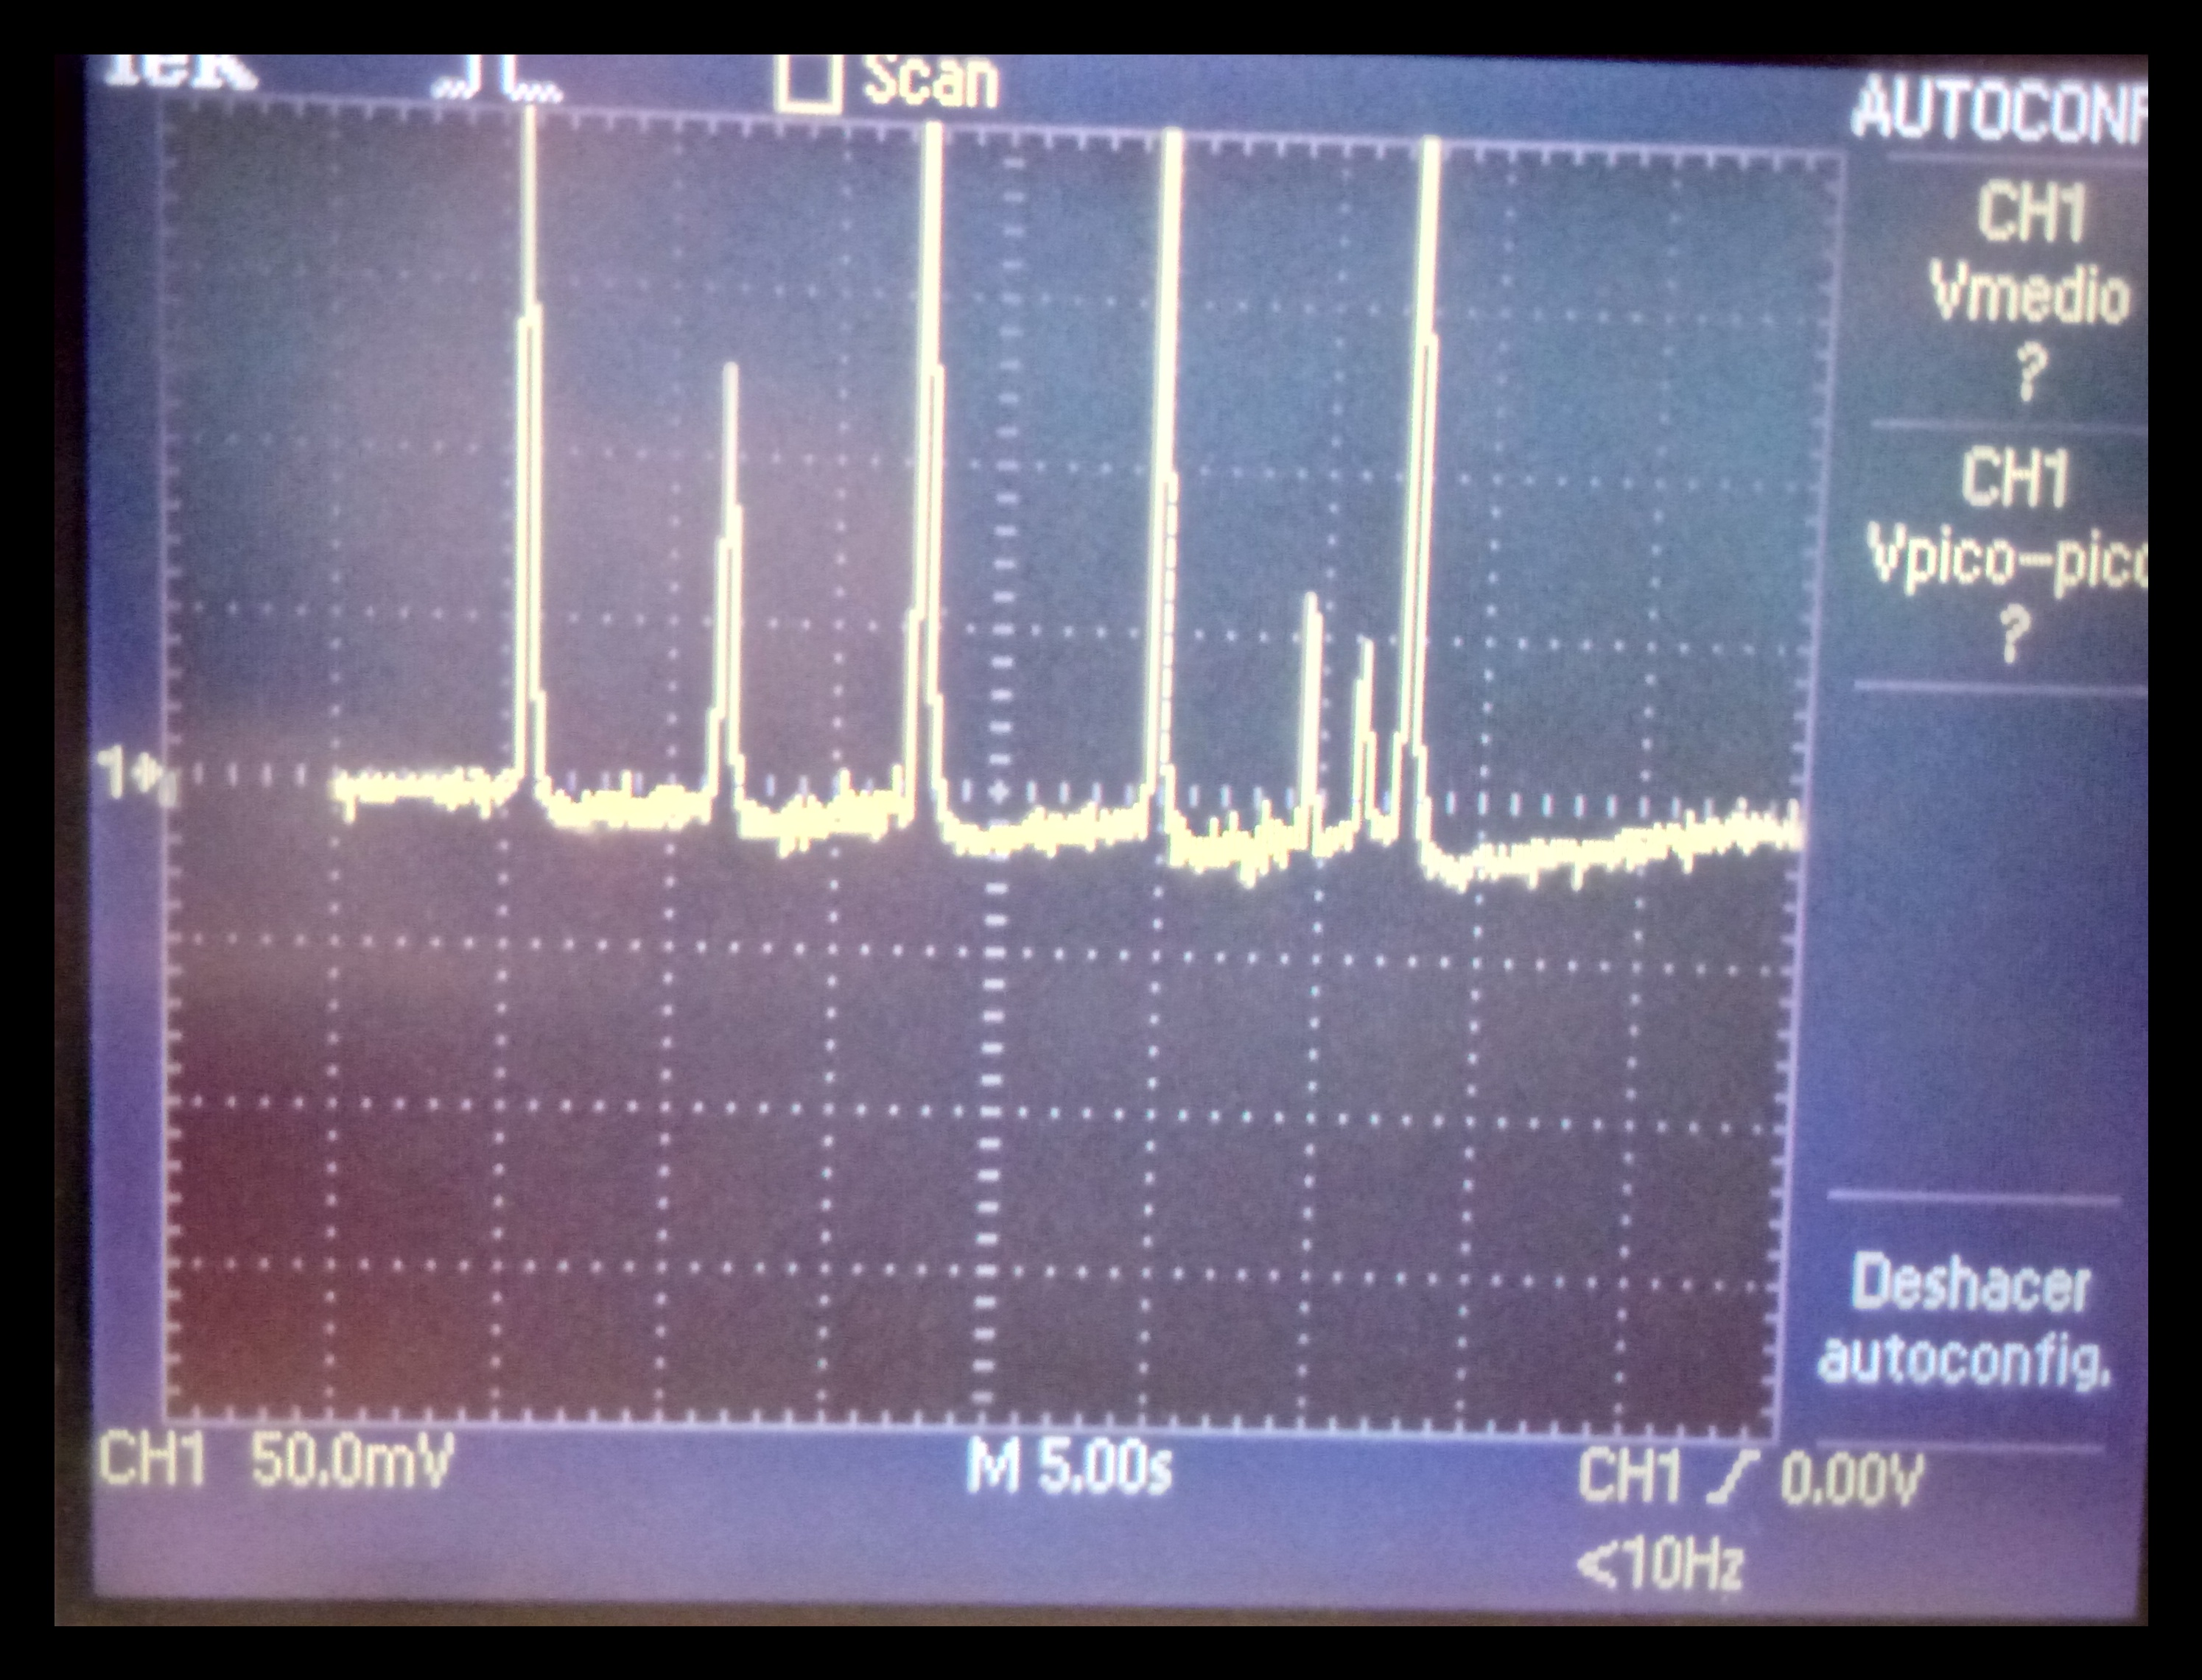 Tek
Scan
AUTOCONF
CH1
Vmedio
?
CH1
Vpico-pico
?
1
Deshacer
autoconfig.
CH1 50.0mV
M 5.00s
CH1 0.00V
<10Hz